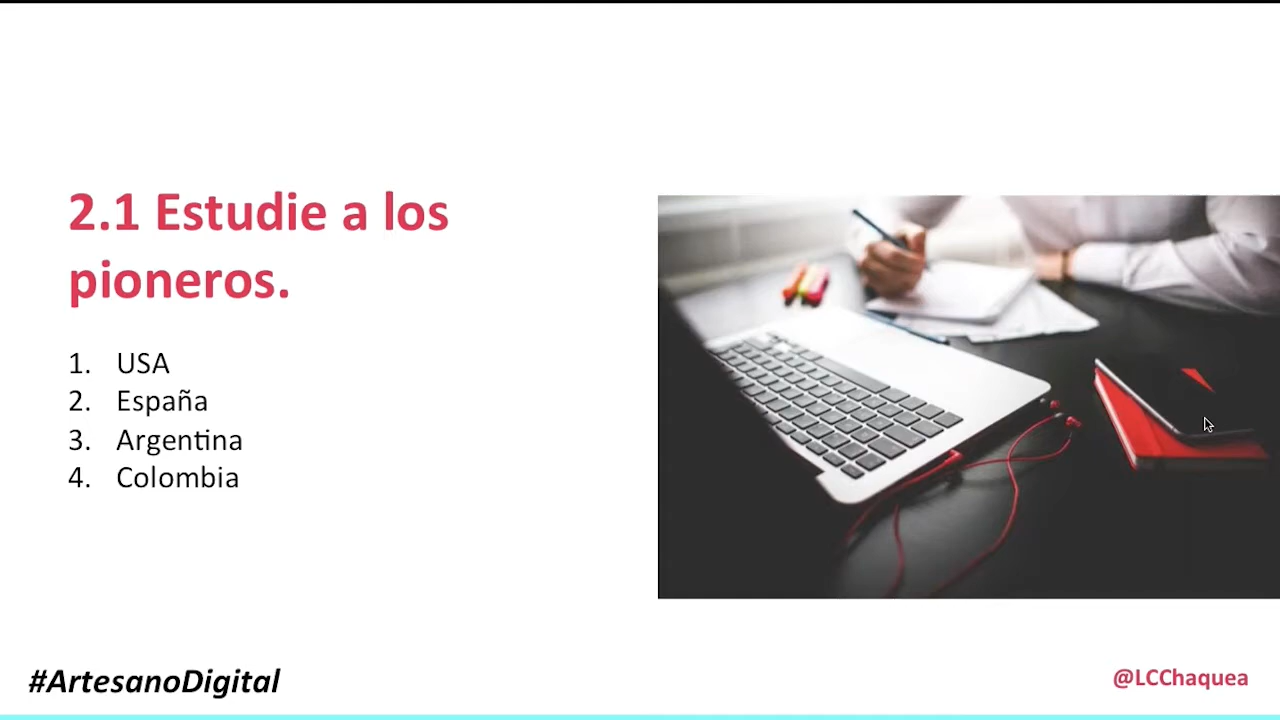 2.1 Estudie a los
pioneros.
1. USA
2. España
3. Argentina
4. Colombia
#ArtesanoDigital
@LCChaquea